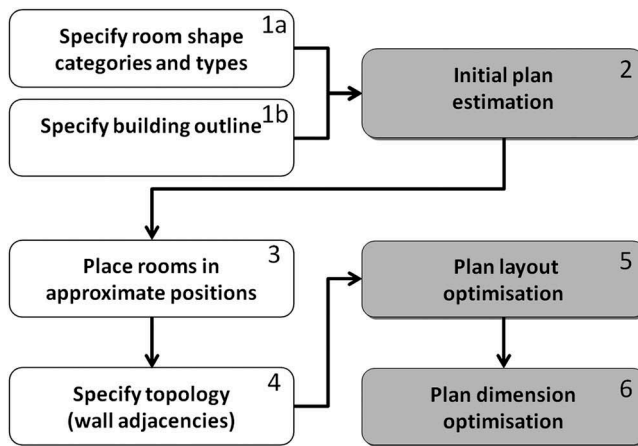 1a
Specify room shape
categories and types
1b
Specify building outline
2
Initial plan
estimation
3
Place rooms in
approximate positions
4
Specify topology
(wall adjacencies)
5
Plan layout
optimisation
6
Plan dimension
optimisation